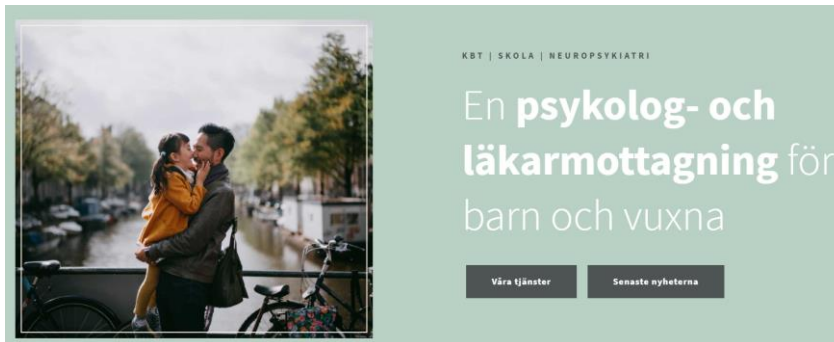 KBT | SKOLA | NEUROPSYKIATRI
En psykolog- och
läkarmottagning för
barn och vuxna
Våra tjänster
Senaste nyheterna